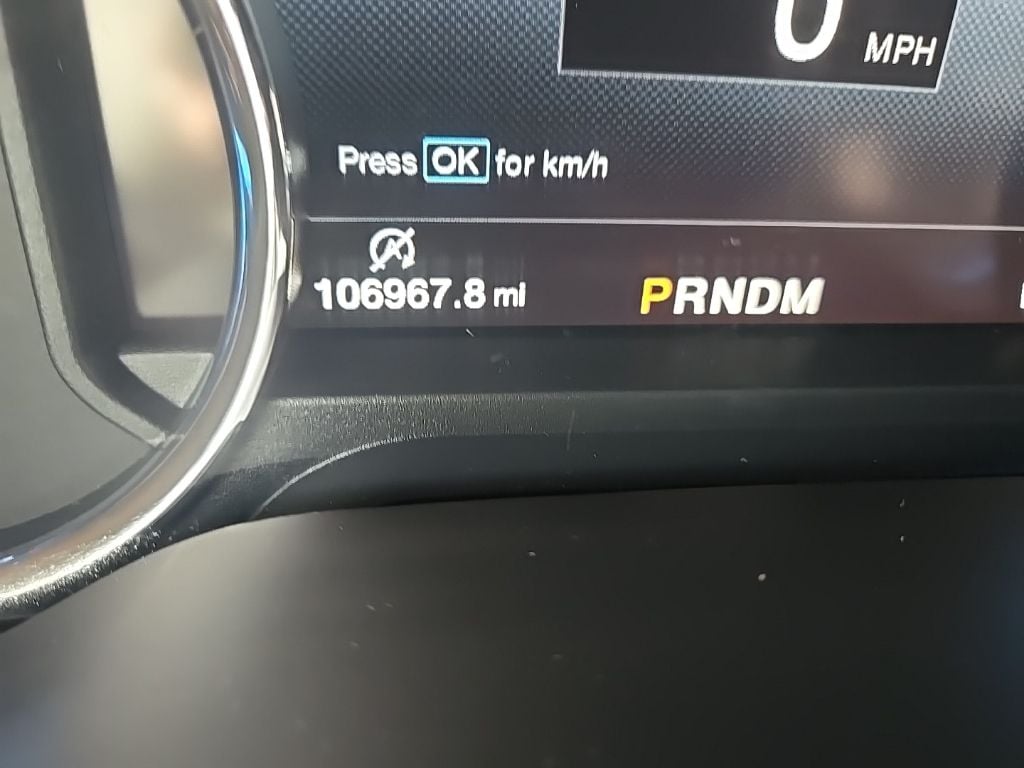 0 MPH
Press OK for km/h
106967.8 mi PRNDM